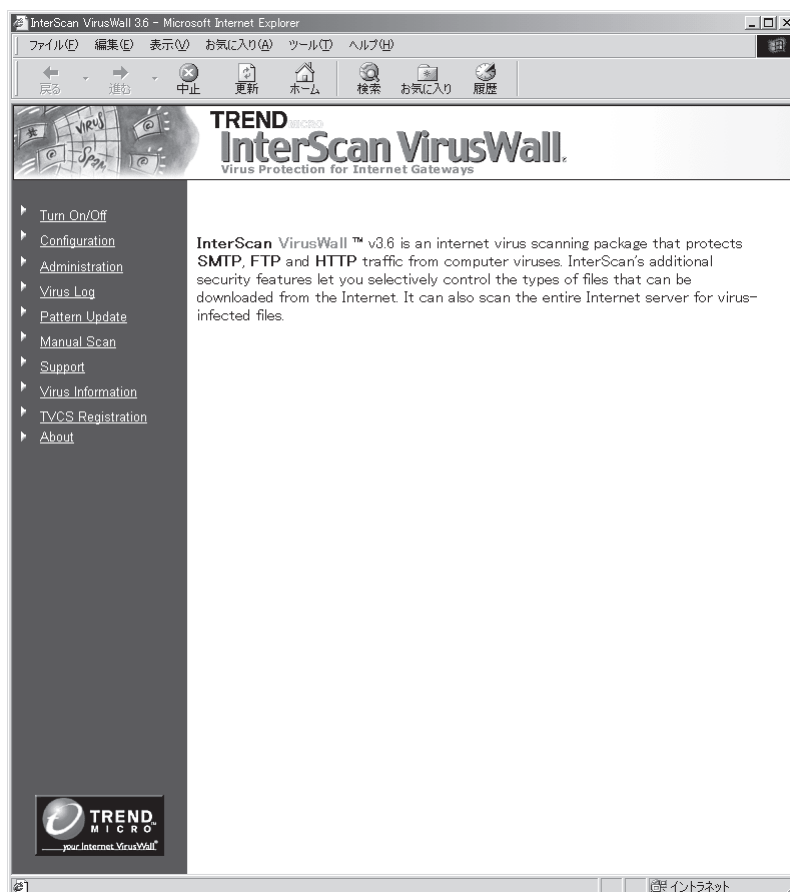 InterScan VirusWall 3.6 - Microsoft Internet Explorer
ファイル(F) 編集(E) 表示(V) お気に入り(A) ツール(T) ヘルプ(H)
戻る 進む 中止 更新 ホーム 検索 お気に入り 履歴
VIRUS
SPAM
TREND MICRO
InterScan VirusWall
Virus Protection for Internet Gateways
Turn On/Off
Configuration
Administration
Virus Log
Pattern Update
Manual Scan
Support
Virus Information
TVCS Registration
About
InterScan VirusWall ™ v3.6 is an internet virus scanning package that protects
SMTP, FTP and HTTP traffic from computer viruses. InterScan's additional
security features let you selectively control the types of files that can be
downloaded from the Internet. It can also scan the entire Internet server for virus-
infected files.
TREND
MICRO™
your Internet VirusWall®
イントラネット